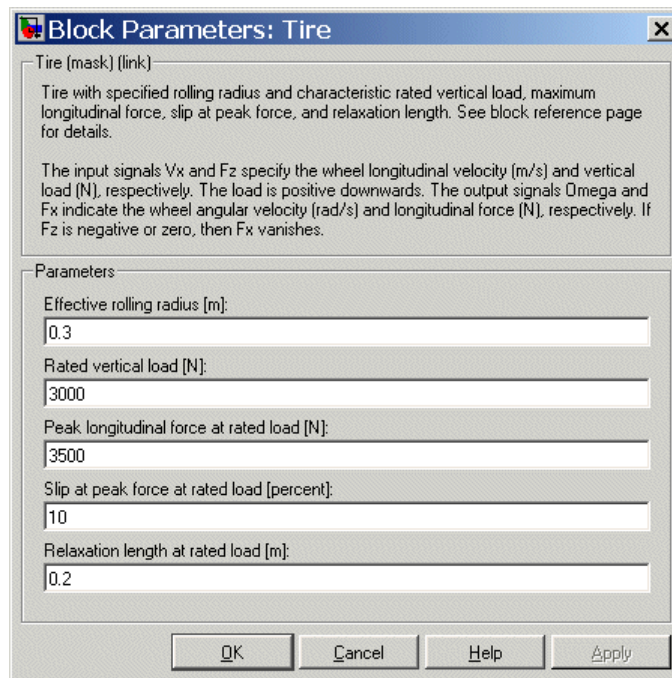 Block Parameters: Tire
Tire (mask) (link)
Tire with specified rolling radius and characteristic rated vertical load, maximum
longitudinal force, slip at peak force, and relaxation length. See block reference page
for details.
The input signals Vx and Fz specify the wheel longitudinal velocity (m/s) and vertical
load (N), respectively. The load is positive downwards. The output signals Omega and
Fx indicate the wheel angular velocity (rad/s) and longitudinal force (N), respectively. If
Fz is negative or zero, then Fx vanishes.
Parameters
Effective rolling radius [m]:
0.3
Rated vertical load [N]:
3000
Peak longitudinal force at rated load [N]:
3500
Slip at peak force at rated load [percent]:
10
Relaxation length at rated load [m]:
0.2
OK Cancel Help Apply